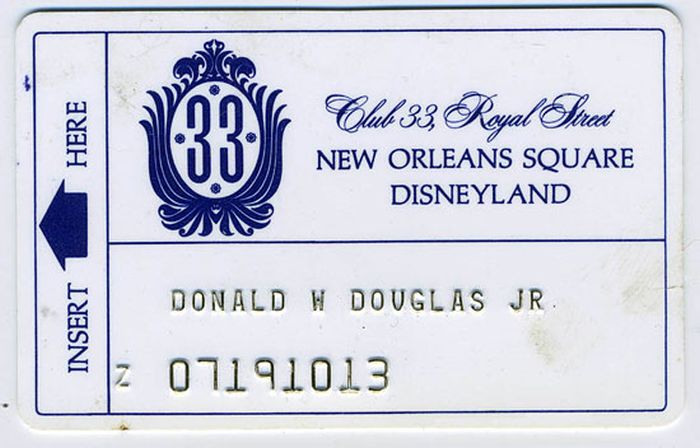 INSERT HERE
33
Club 33, Royal Street
NEW ORLEANS SQUARE
DISNEYLAND
DONALD W DOUGLAS JR
Z 07191013